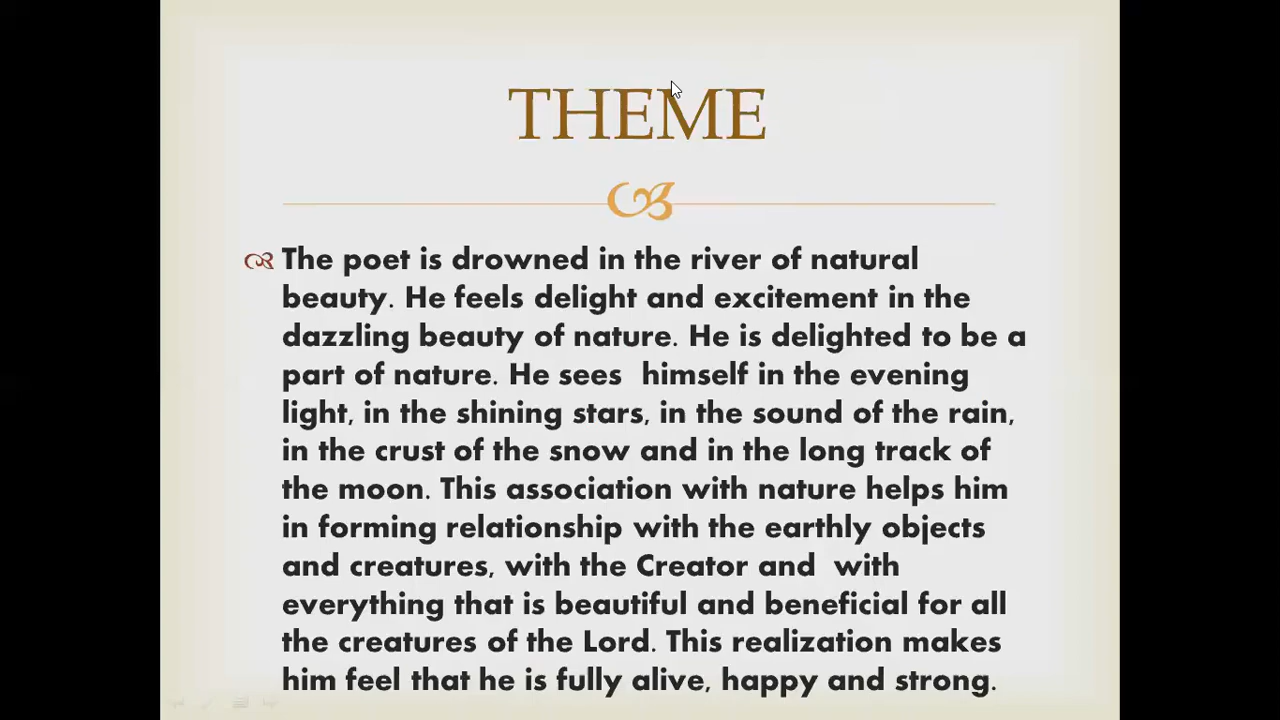 THEME
The poet is drowned in the river of natural
beauty. He feels delight and excitement in the
dazzling beauty of nature. He is delighted to be a
part of nature. He sees himself in the evening
light, in the shining stars, in the sound of the rain,
in the crust of the snow and in the long track of
the moon. This association with nature helps him
in forming relationship with the earthly objects
and creatures, with the Creator and with
everything that is beautiful and beneficial for all
the creatures of the Lord. This realization makes
him feel that he is fully alive, happy and strong.